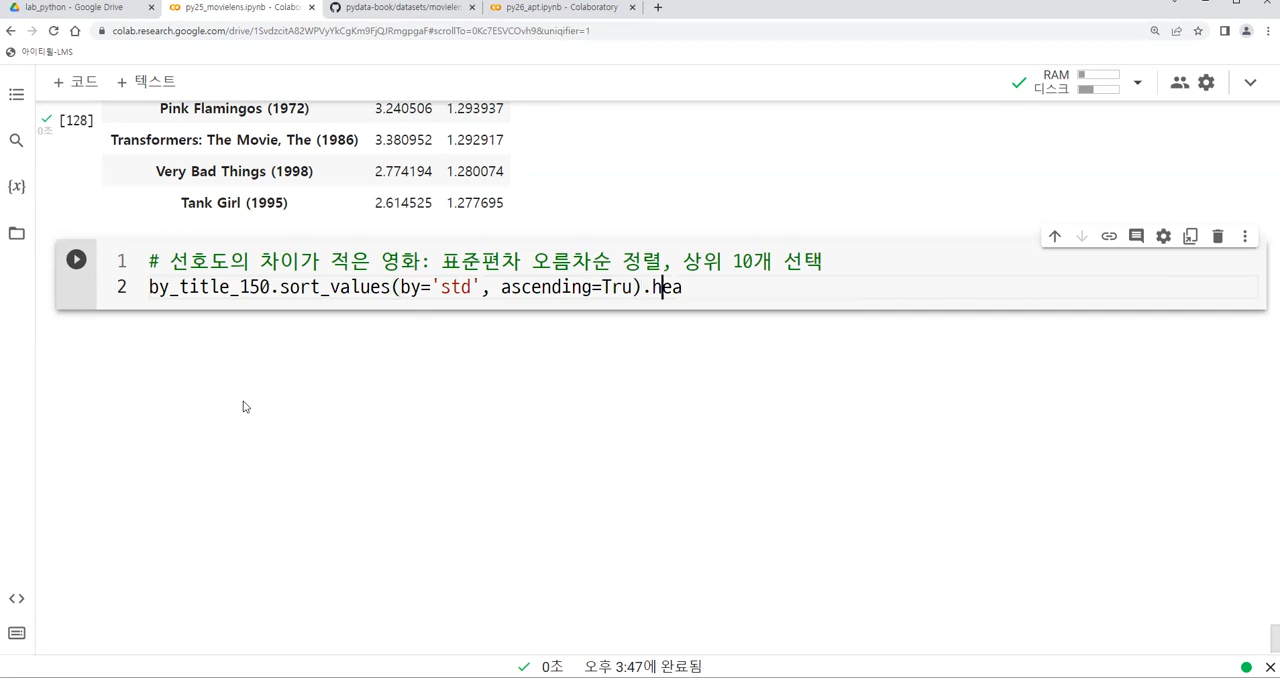 lab_python - Google Drive
py25_movielens.ipynb - Colabo
pydata-book/datasets/movielen
py26_apt.ipynb - Colaboratory
colab.research.google.com/drive/1SvdzcitA82WPVyYkCgKm9FjQJRmgpgaF#scrollTo=0Kc7ESVCOvh9&uniqifier=1
아이티윌-LMS
+ 코드 + 텍스트
RAM
디스크
[128]
0초
Pink Flamingos (1972) 3.240506 1.293937
Transformers: The Movie, The (1986) 3.380952 1.292917
Very Bad Things (1998) 2.774194 1.280074
Tank Girl (1995) 2.614525 1.277695
1 # 선호도의 차이가 적은 영화: 표준편차 오름차순 정렬, 상위 10개 선택
2 by_title_150.sort_values(by='std', ascending=Tru).hea
0초 오후 3:47에 완료됨